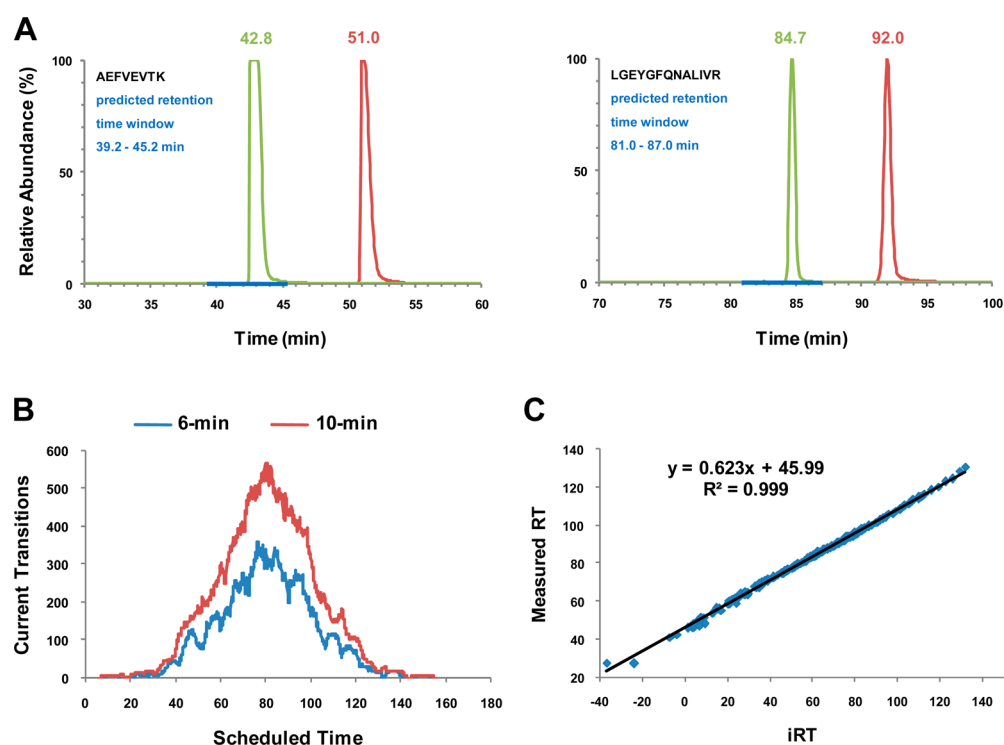 A
42.8 51.0
AEFVEVTK
predicted retention
time window
39.2 - 45.2 min
Relative Abundance (%)
100
50
0
30 35 40 45 50 55 60
Time (min)
84.7 92.0
LGEYGFQNALIVR
predicted retention
time window
81.0 - 87.0 min
100
50
0
70 75 80 85 90 95 100
Time (min)
B
6-min 10-min
Current Transitions
600
500
400
300
200
100
0
0 20 40 60 80 100 120 140 160 180
Scheduled Time
C
y = 0.623x + 45.99
R² = 0.999
Measured RT
140
120
100
80
60
40
20
-40 -20 0 20 40 60 80 100 120 140
iRT